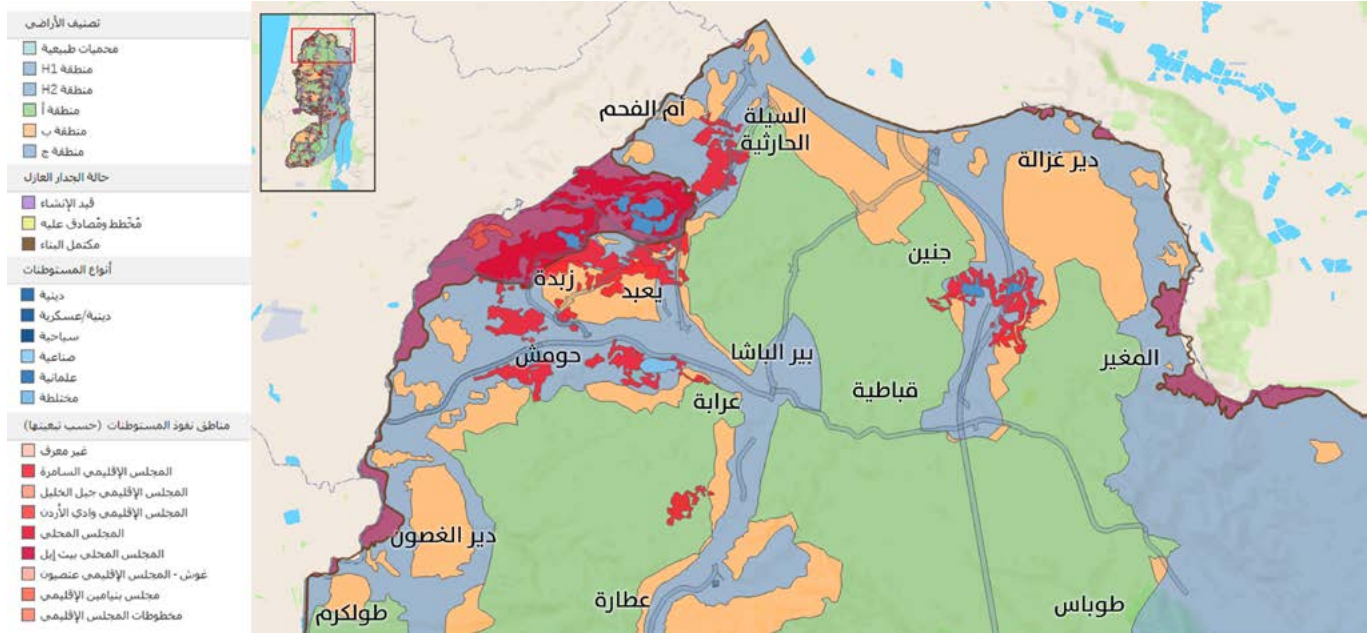 تصنيف الأراضي
محميات طبيعية
منطقة H1
منطقة H2
منطقة أ
منطقة ب
منطقة ج
حالة الجدار العازل
قيد الإنشاء
مُخطط ومُصادق عليه
مكتمل البناء
أنواع المستوطنات
دينية
دينية/عسكرية
سياحية
صناعية
علمانية
مختلطة
مناطق نفوذ المستوطنات (حسب تبعيتها)
غير معرف
المجلس الإقليمي السامرة
المجلس الإقليمي جبل الخليل
المجلس الإقليمي وادي الأردن
المجلس المحلي
المجلس المحلي بيت إيل
غوش - المجلس الإقليمي عتصيون
مجلس بنيامين الإقليمي
مخطوطات المجلس الإقليمي
أم الفحم
السيلة
الحارثية
دير غزالة
جنين
زبدة
يعبد
حومش
بير الباشا
المغير
قباطية
عرابة
دير الغصون
طولكرم
عطارة
طوباس